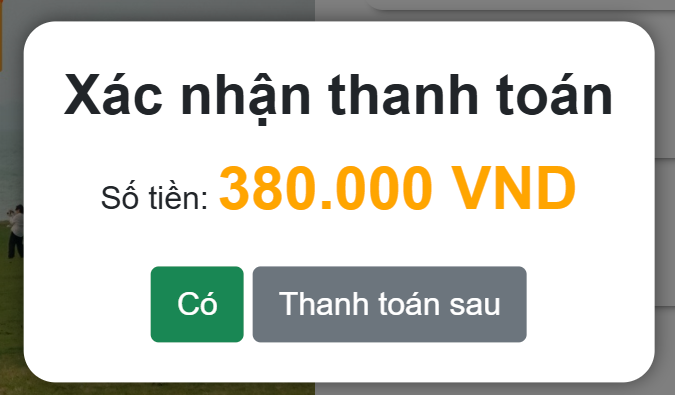 Xác nhận thanh toán
Số tiền: 380.000 VND
Có Thanh toán sau